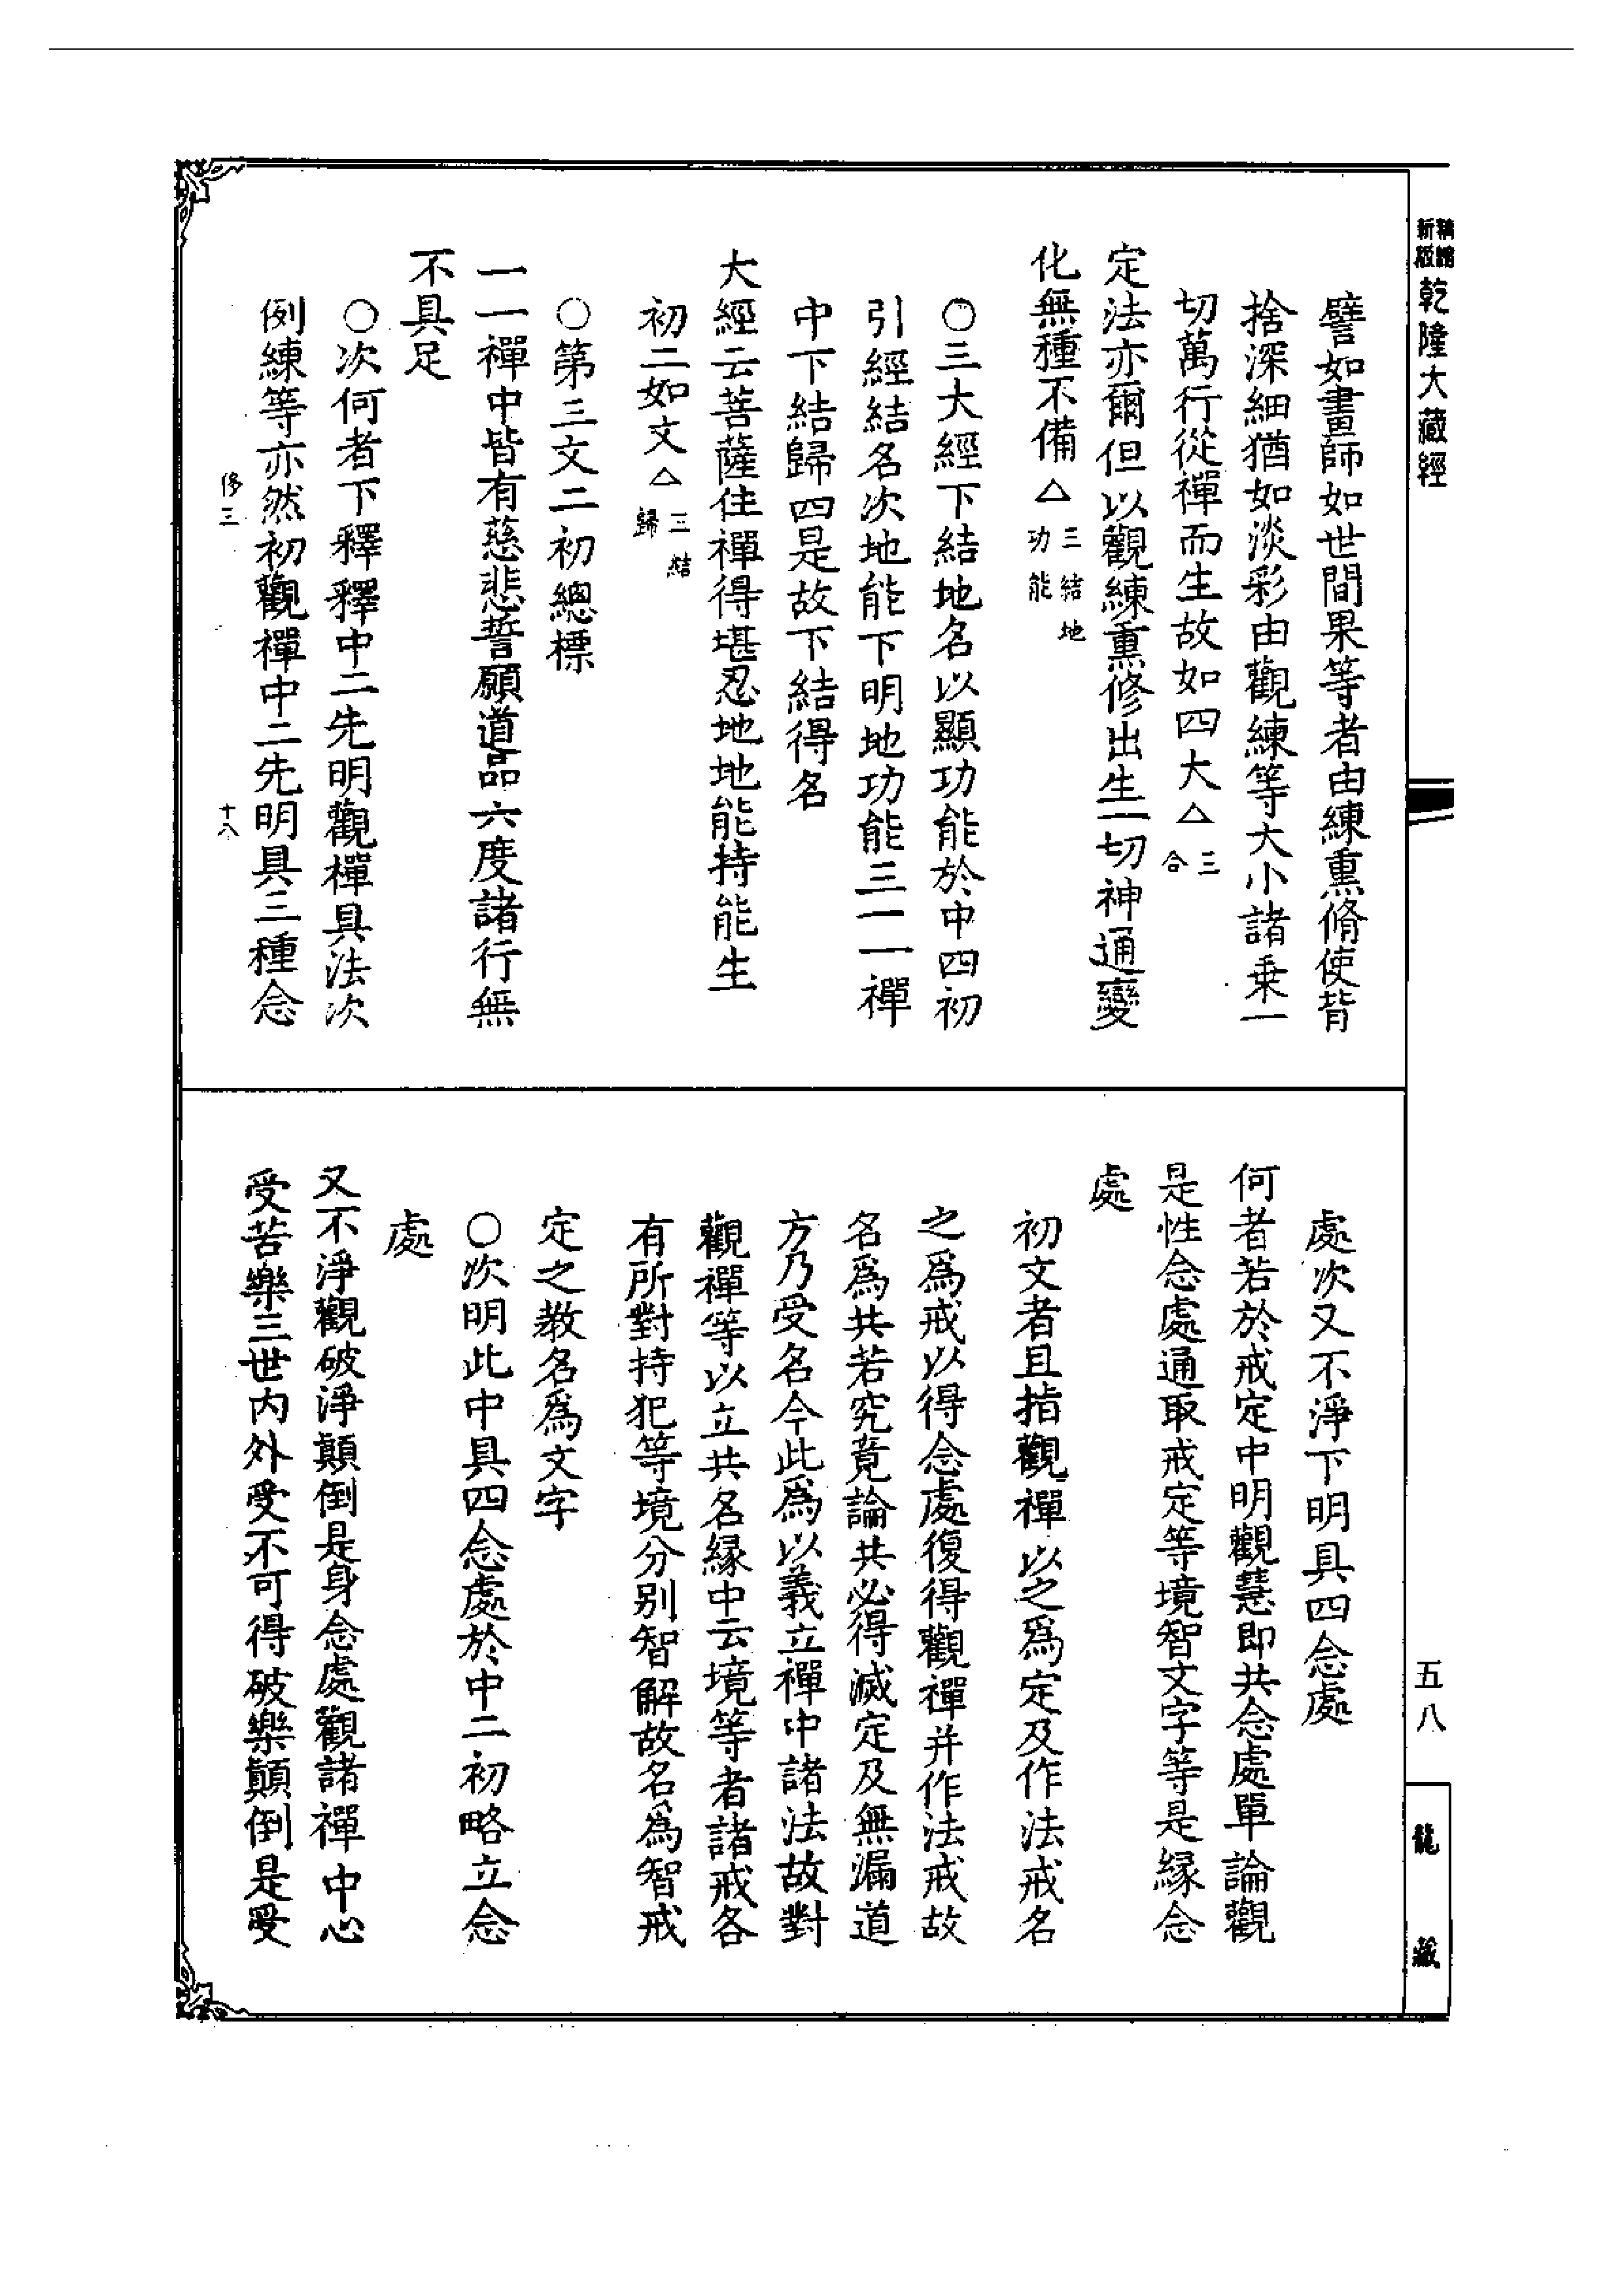 精繕新版乾隆大藏經
譬如畫師如世間果等者由練熏脩使背
捨深細猶如淡彩由觀練等大小諸乗一
切萬行從禪而生故如四大△三合
定法亦爾但以觀練熏修出生一切神通變
化無種不備△三結地功能
○三大經下結地名以顯功能於中四初
引經結名次地能下明地功能三一一禪
中下結歸四是故下結得名
大經云菩薩住禪得堪忍地地能持能生
初二如文△三結歸
○第三文二初總標
一一禪中皆有慈悲誓願道品六度諸行無
不具足
○次何者下釋釋中二先明觀禪具法次
例練等亦然初觀禪中二先明具三種念
侈三 十八
處次又不淨下明具四念處
何者若於戒定中明觀慧即共念處單論觀
是性念處通取戒定等境智文字等是緣念
處
初文者且指觀禪以之爲定及作法戒名
之爲戒以得念處復得觀禪并作法戒故
名爲共若究竟論共必得滅定及無漏道
方乃受名今此爲以義立禪中諸法故對
觀禪等以立共名緣中云境等者諸戒各
有所對持犯等境分别智解故名爲智戒
定之教名爲文字
○次明此中具四念處於中二初略立念
處
又不淨觀破淨顚倒是身念處觀諸禪中心
受苦樂三世内外受不可得破樂顚倒是受
五八
龍藏